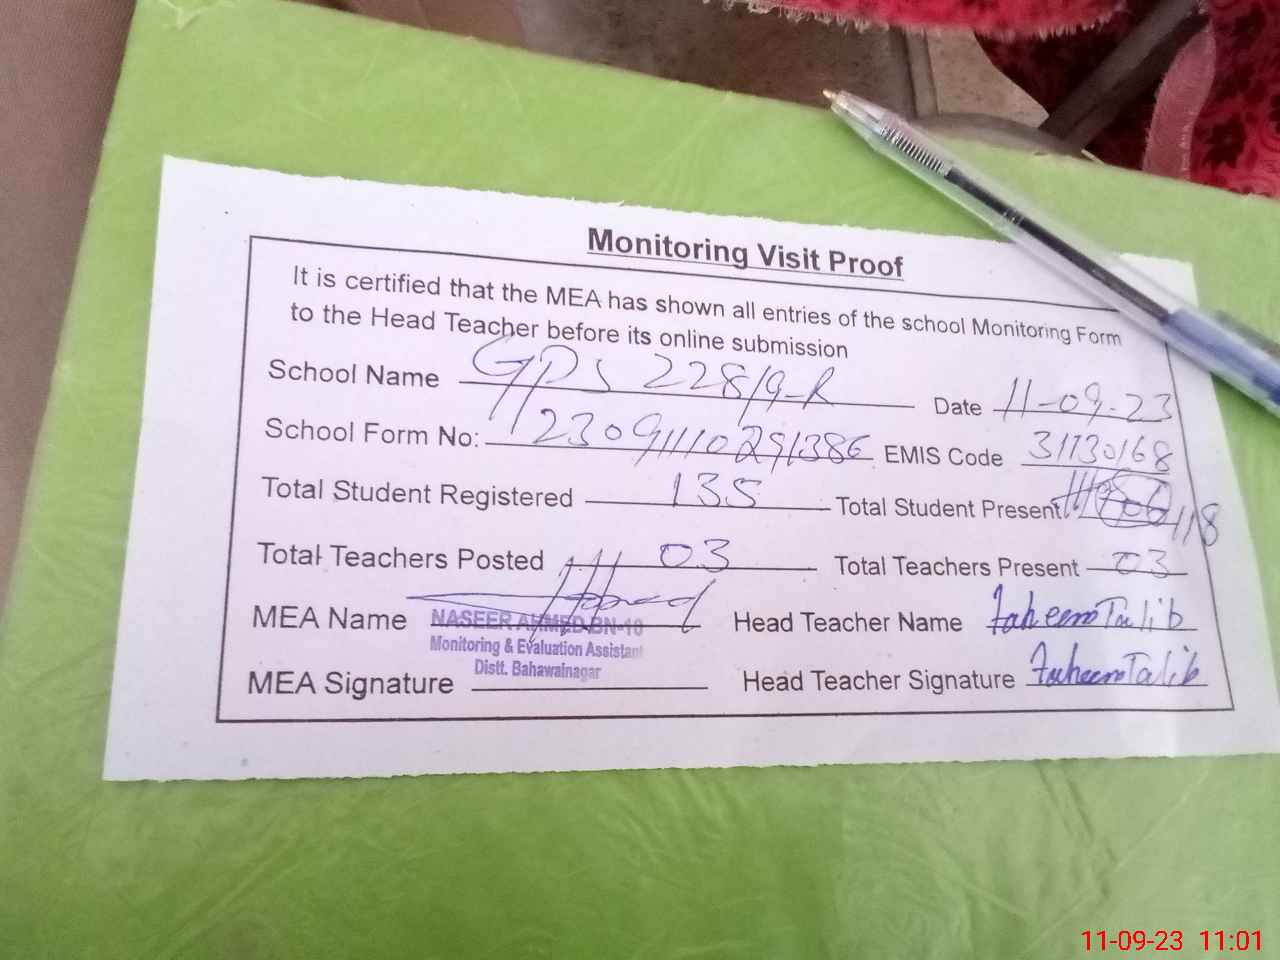 Monitoring Visit Proof
It is certified that the MEA has shown all entries of the school Monitoring Form
to the Head Teacher before its online submission
School Name GPS 228/9-R Date 11-09-23
School Form No: 230911110291386 EMIS Code 31130168
Total Student Registered 135 Total Student Present 118
Total Teachers Posted 03 Total Teachers Present 03
MEA Name NASEER AHMED BN-10 Head Teacher Name Faheem Talib
Monitoring & Evaluation Assistant
Distt. Bahawalnagar
MEA Signature Head Teacher Signature Faheem Talib
11-09-23 11:01